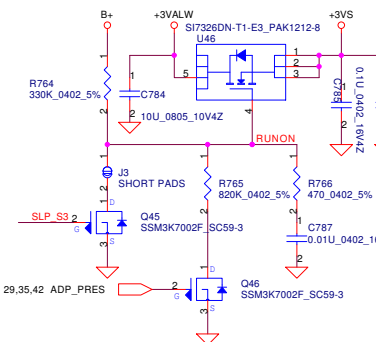 B+
+3VALW
SI7326DN-T1-E3_PAK1212-8
U46
+3VS
1
2
3
5
4
R764
330K_0402_5%
1
2
C784
10U_0805_10V4Z
1
2
C785
0.1U_0402_16V4Z
1
2
RUNON
J3
SHORT PADS
1
2
R765
820K_0402_5%
1
2
R766
470_0402_5%
1
2
SLP_S3
2
G
1
D
3
S
Q45
SSM3K7002F_SC59-3
C787
0.01U_0402_16
1
2
29,35,42 ADP_PRES
2
G
1
D
3
S
Q46
SSM3K7002F_SC59-3